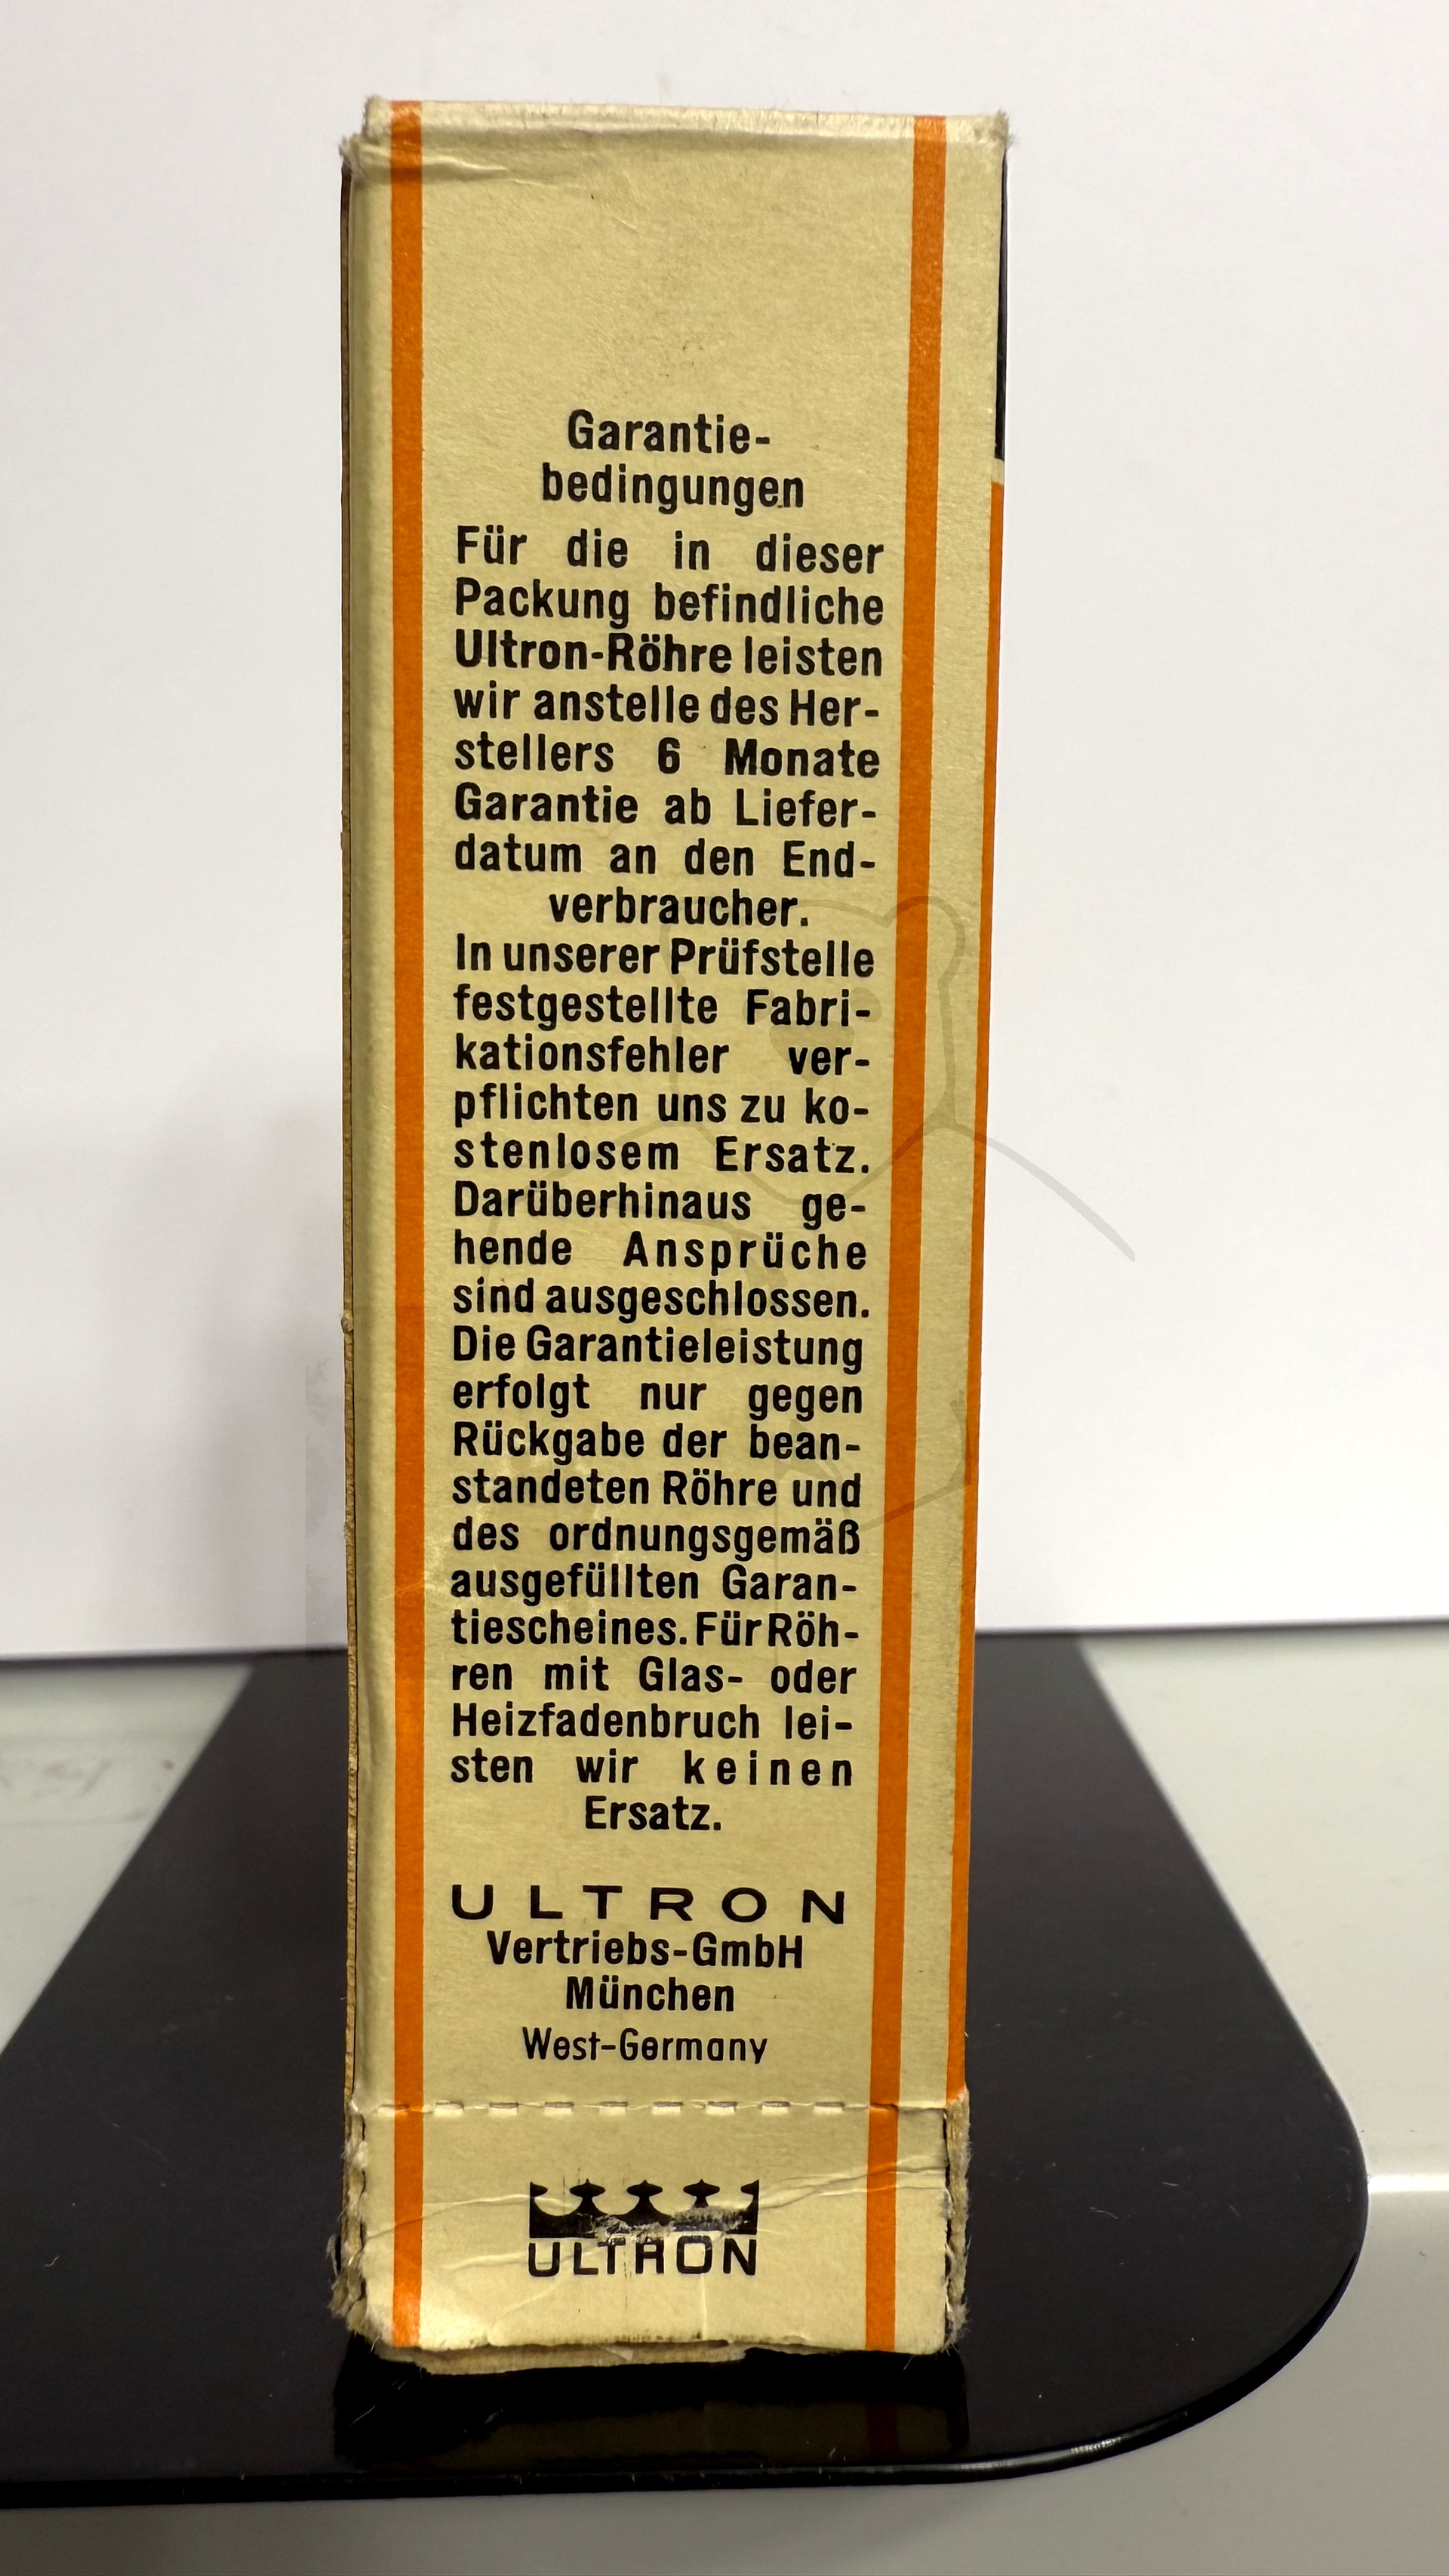 Garantie-
bedingungen
Für die in dieser
Packung befindliche
Ultron-Röhre leisten
wir anstelle des Her-
stellers 6 Monate
Garantie ab Liefer-
datum an den End-
verbraucher.
In unserer Prüfstelle
festgestellte Fabri-
kationsfehler ver-
pflichten uns zu ko-
stenlosem Ersatz.
Darüberhinaus ge-
hende Ansprüche
sind ausgeschlossen.
Die Garantieleistung
erfolgt nur gegen
Rückgabe der bean-
standeten Röhre und
des ordnungsgemäß
ausgefüllten Garan-
tiescheines. Für Röh-
ren mit Glas- oder
Heizfadenbruch lei-
sten wir keinen
Ersatz.
ULTRON
Vertriebs-GmbH
München
West-Germany
ULTRON